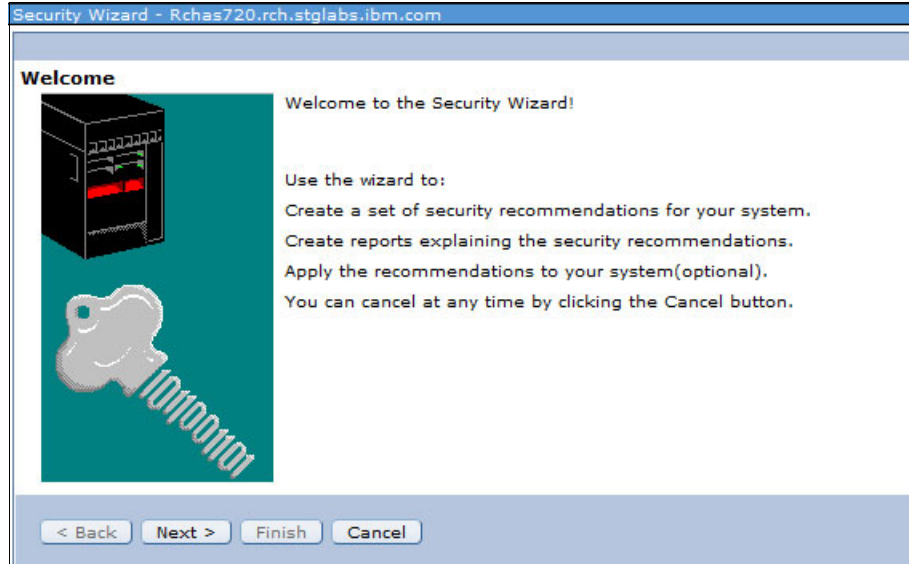 Security Wizard - Rchas720.rch.stglabs.ibm.com
Welcome
Welcome to the Security Wizard!
Use the wizard to:
Create a set of security recommendations for your system.
Create reports explaining the security recommendations.
Apply the recommendations to your system(optional).
You can cancel at any time by clicking the Cancel button.
101100110
< Back Next > Finish Cancel